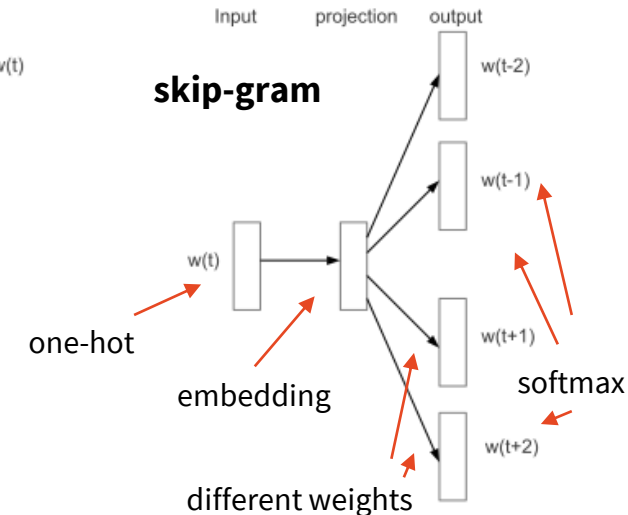 Input projection output
w(t)
w(t-2)
skip-gram
w(t-1)
w(t)
w(t+1)
one-hot
softmax
embedding
w(t+2)
different weights